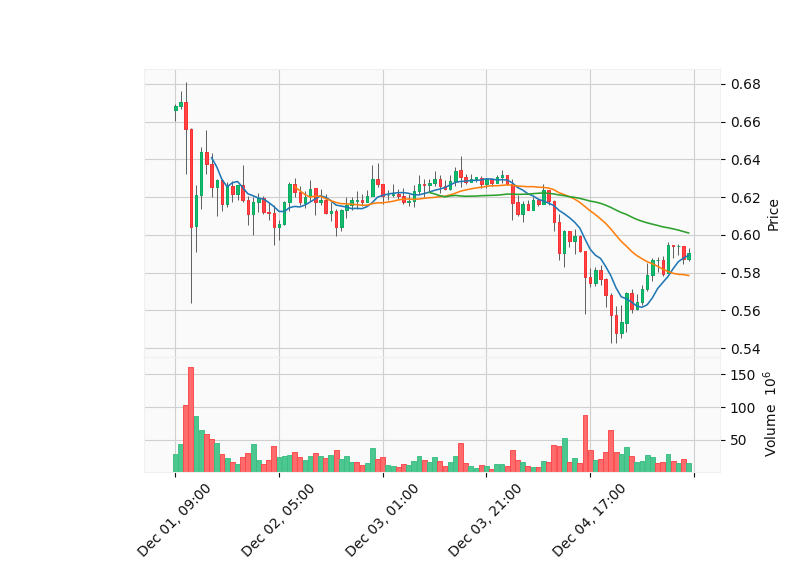 0.68
0.66
0.64
0.62
0.60
0.58
0.56
0.54
Price
150
100
50
Volume 10⁶
Dec 01, 09:00
Dec 02, 05:00
Dec 03, 01:00
Dec 03, 21:00
Dec 04, 17:00